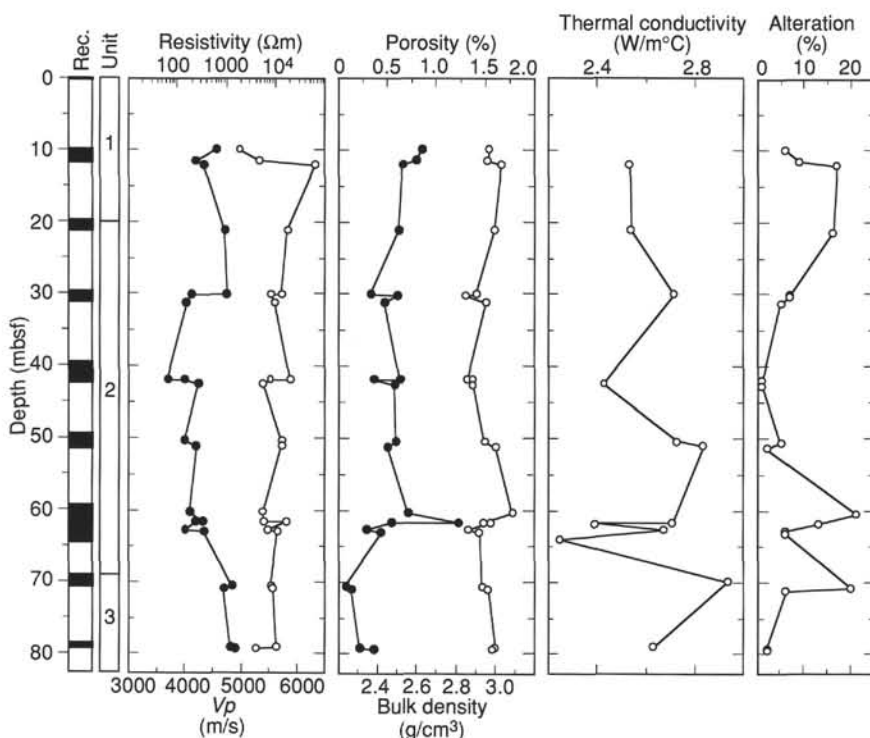 Rec.
Unit
Resistivity (Ωm)
100 1000 10⁴
Porosity (%)
0 0.5 1.0 1.5 2.0
Thermal conductivity
(W/m°C)
2.4 2.8
Alteration
(%)
0 10 20
Depth (mbsf)
0
10
20
30
40
50
60
70
80
1
2
3
3000 4000 5000 6000
Vp
(m/s)
2.4 2.6 2.8 3.0
Bulk density
(g/cm³)